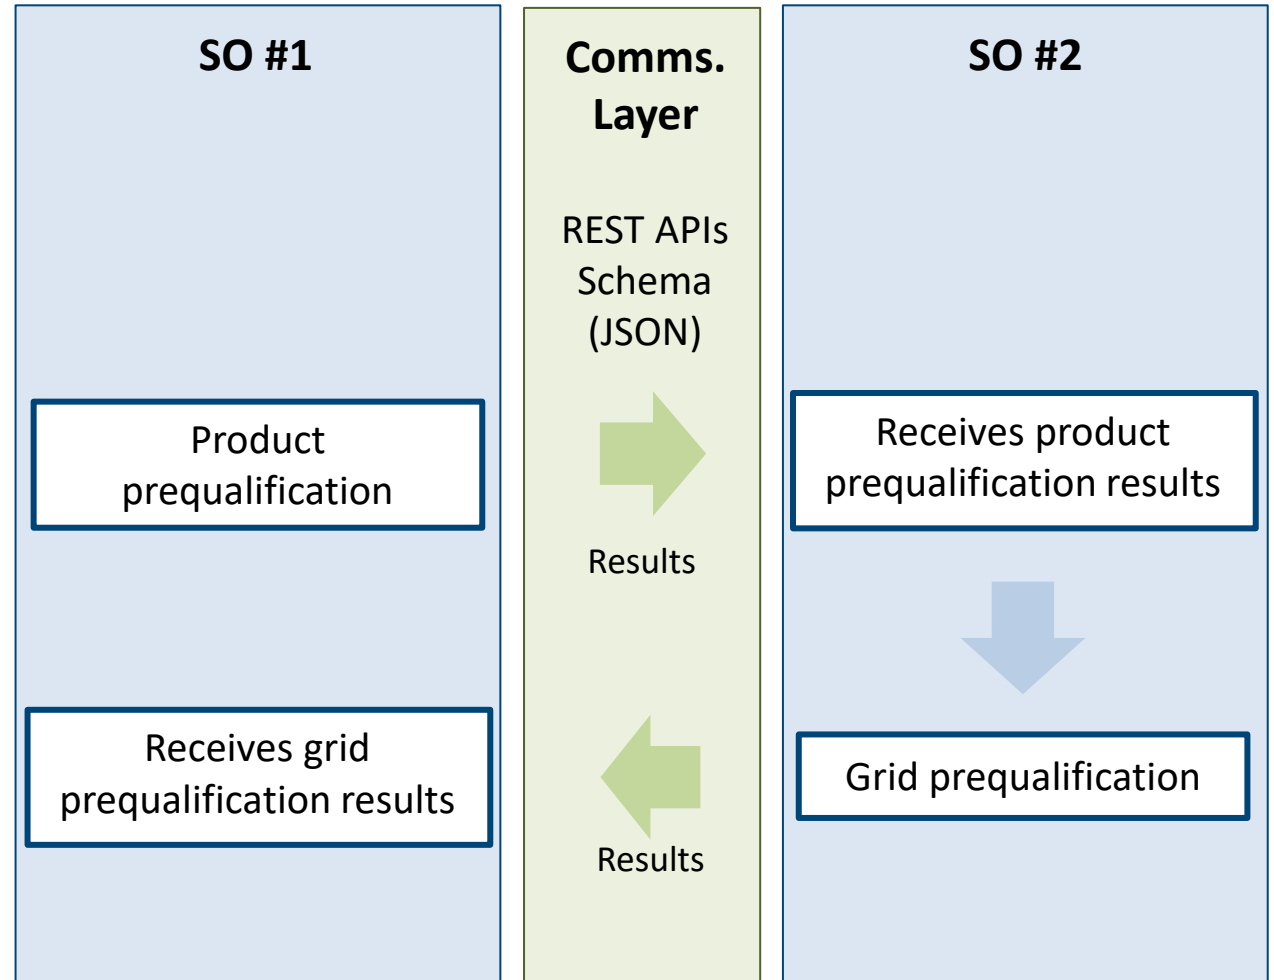 SO #1
Comms.
Layer
SO #2
REST APIs
Schema
(JSON)
Product
prequalification
Results
Receives product
prequalification results
Receives grid
prequalification results
Results
Grid prequalification